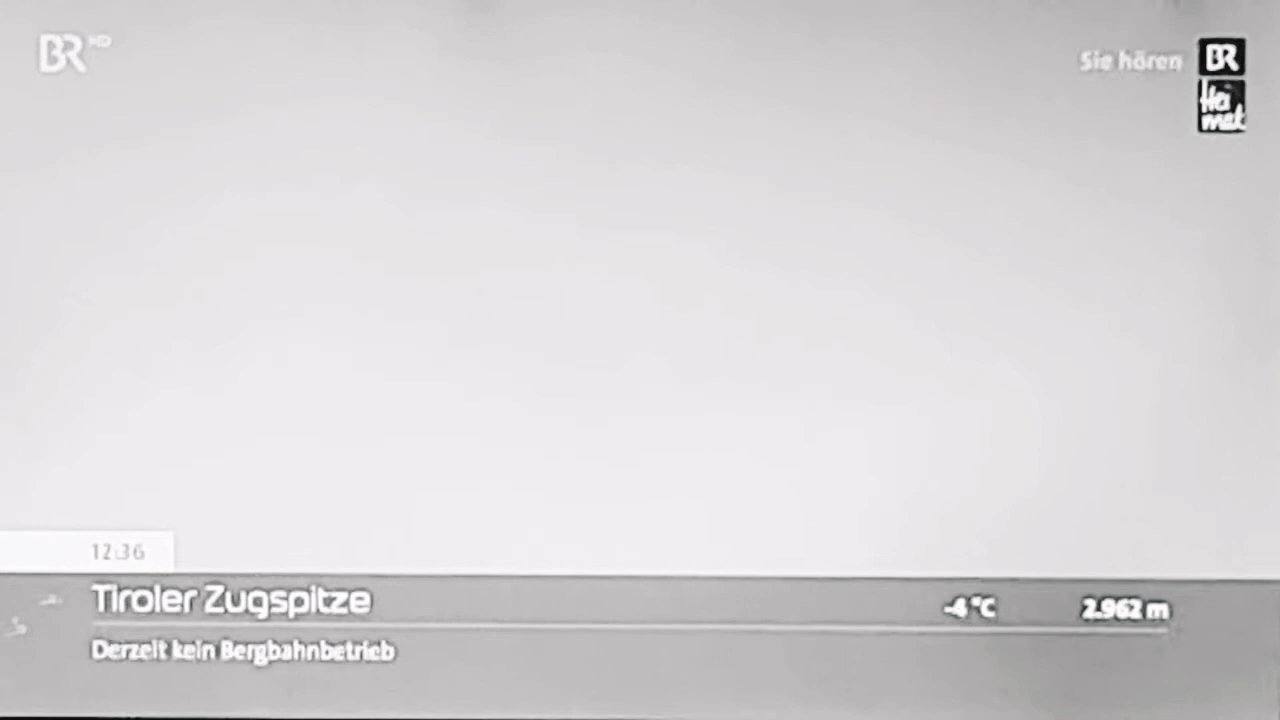 BR HD
Sie hören BR
Heimat
12:36
Tiroler Zugspitze -4 °C 2.962 m
Derzeit kein Bergbahnbetrieb